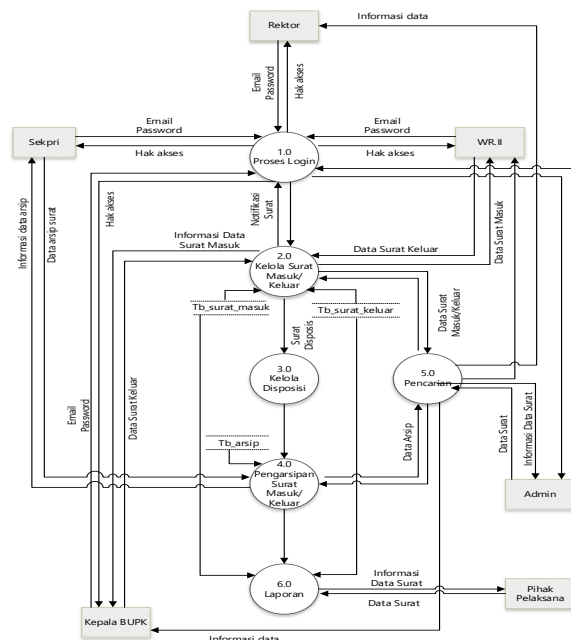 Informasi data
Rektor
Email
Password
Hak akses
Email
Password
Email
Password
Sekpri
WR.II
1.0
Proses Login
Hak akses
Hak akses
Informasi data arsip
Data arsip surat
Hak akses
Notifikasi
Surat
Data Surat Masuk
Informasi Data
Surat Masuk
Data Surat Keluar
2.0
Kelola Surat
Masuk/
Keluar
Tb_surat_masuk
Tb_surat_keluar
Data Surat
Masuk/Keluar
Surat
Disposis
3.0
Kelola
Disposisi
5.0
Pencarian
Email
Password
Data Surat Keluar
Tb_arsip
Data Arsip
Data Surat
Informasi Data Surat
4.0
Pengarsipan
Surat
Masuk/
Keluar
Admin
6.0
Laporan
Informasi
Data Surat
Data Surat
Pihak
Pelaksana
Kepala BUPK
Informasi data